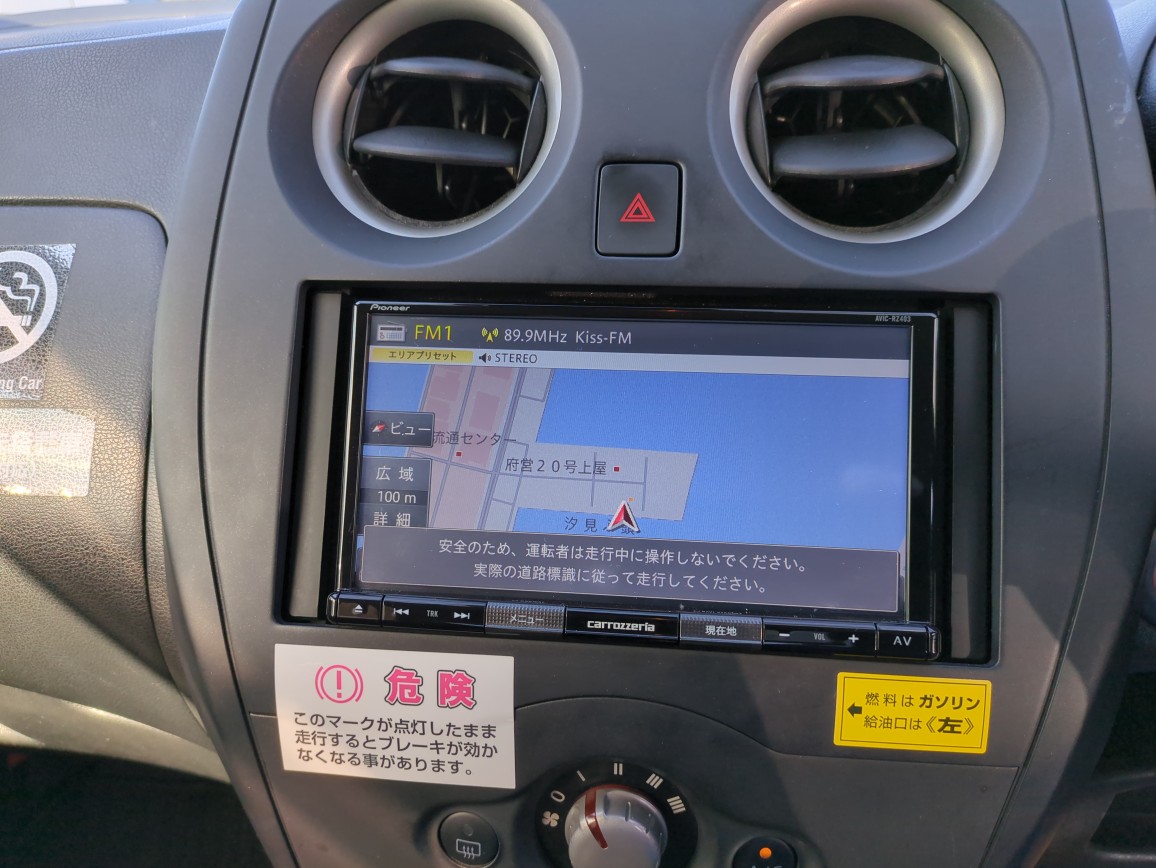 Pioneer
AVIC-RZ403
FM1
89.9MHz Kiss-FM
エリアプリセット
STEREO
ビュー
流通センター
府営20号上屋
広域
100 m
詳細
汐見
安全のため、運転者は走行中に操作しないでください。
実際の道路標識に従って走行してください。
TRK
メニュー
carrozzeria
現在地
− VOL +
AV
ng Car
危険
このマークが点灯したまま
走行するとブレーキが効か
なくなる事があります。
燃料はガソリン
給油口は《左》
0